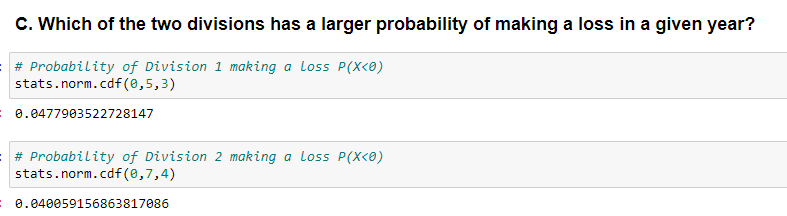 C. Which of the two divisions has a larger probability of making a loss in a given year?
# Probability of Division 1 making a loss P(X<0)
stats.norm.cdf(0,5,3)
0.0477903522728147
# Probability of Division 2 making a loss P(X<0)
stats.norm.cdf(0,7,4)
0.040059156863817086